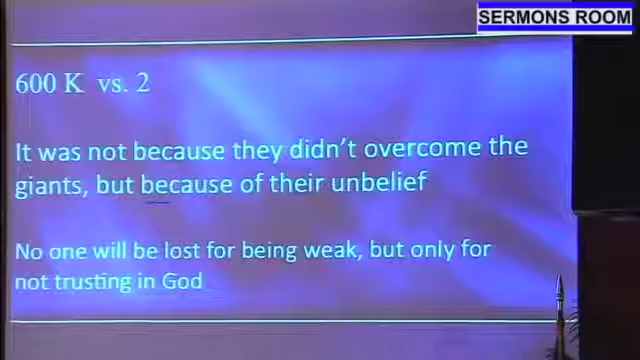 SERMONS ROOM
600 K vs. 2
It was not because they didn't overcome the
giants, but because of their unbelief
No one will be lost for being weak, but only for
not trusting in God